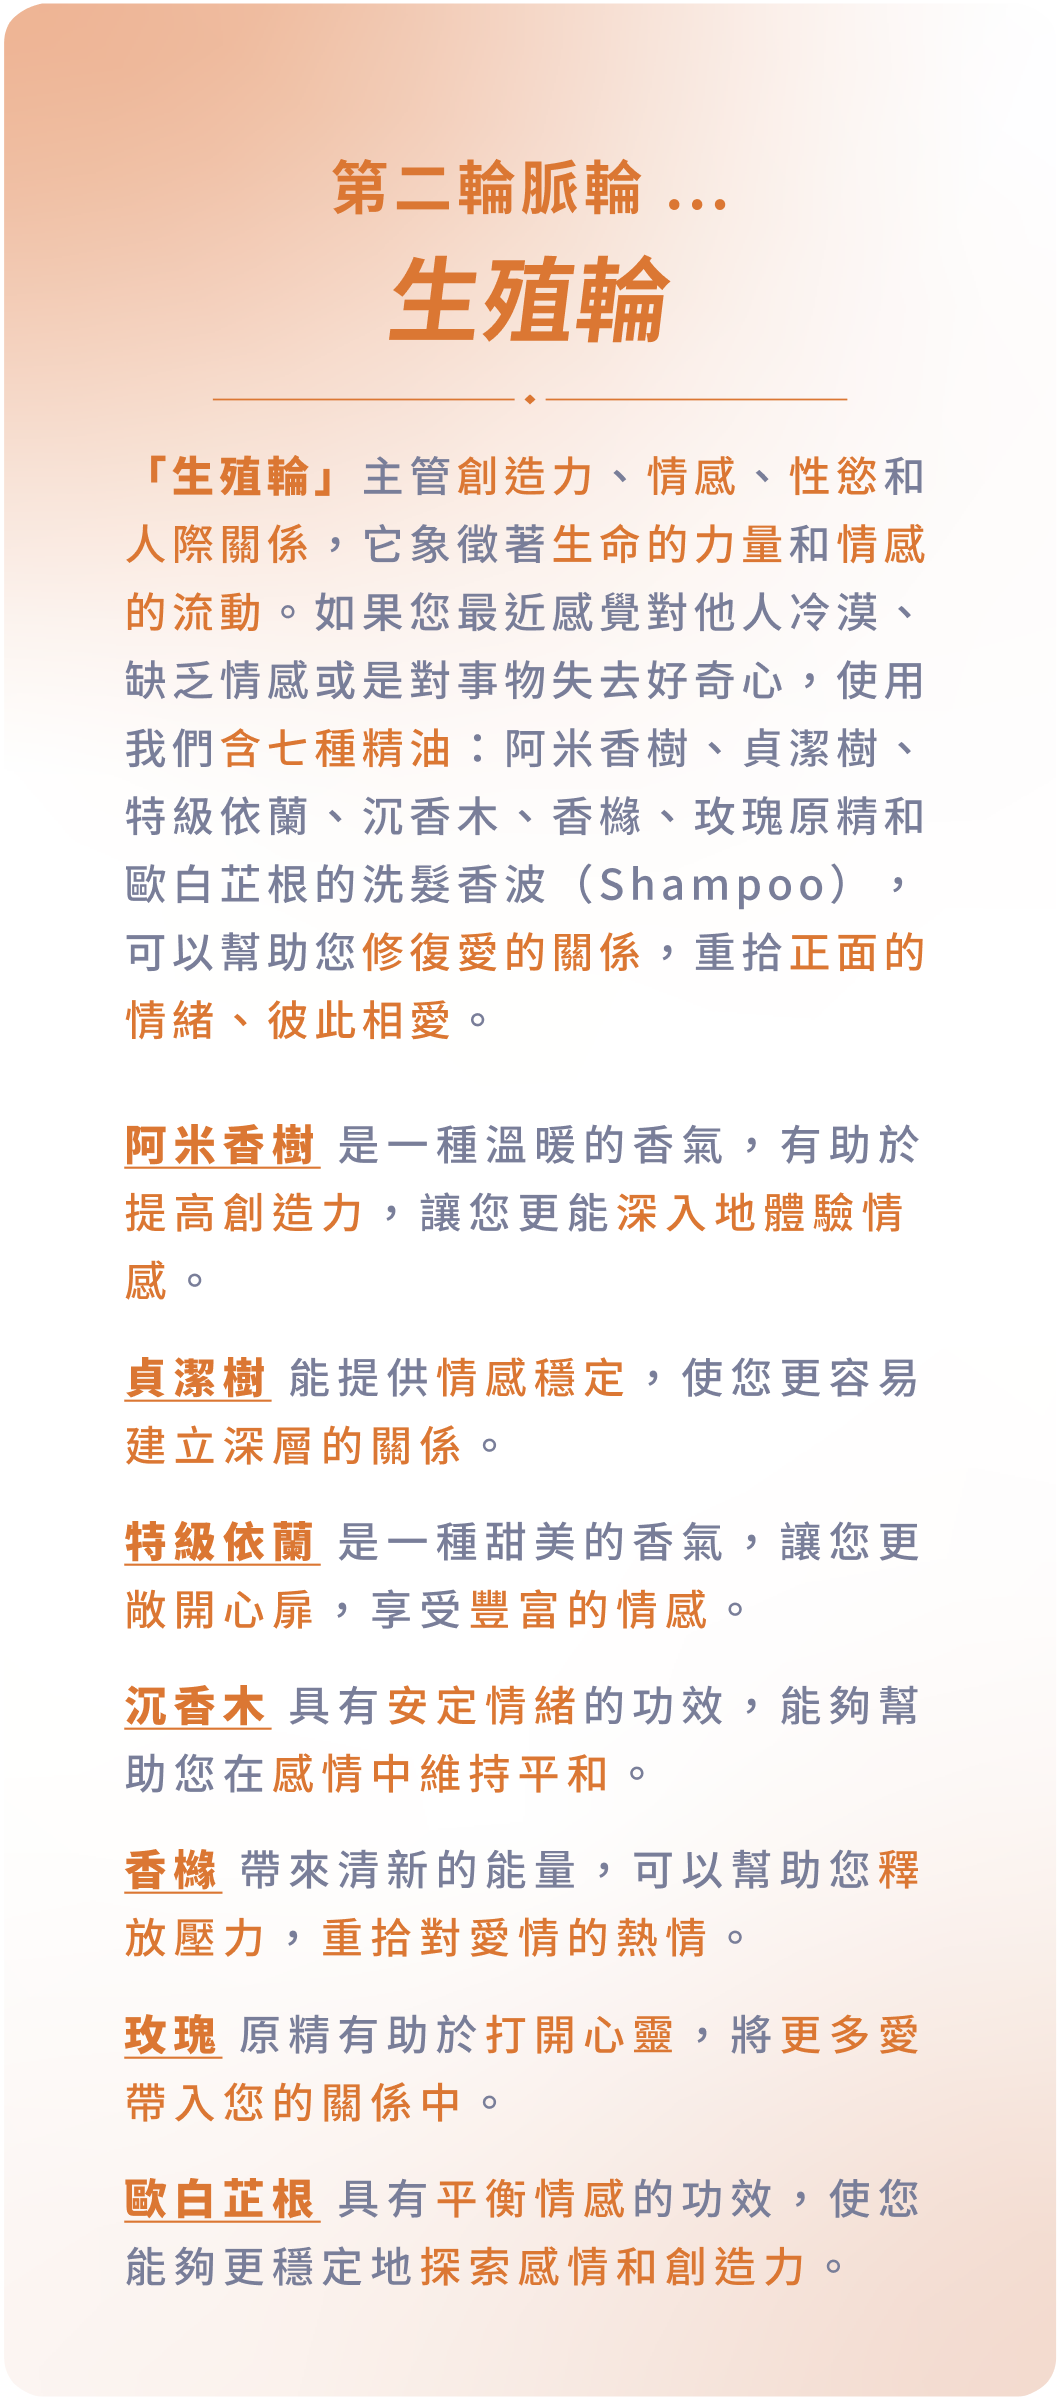 第二輪脈輪 ...
生殖輪
「生殖輪」主管創造力、情感、性慾和
人際關係，它象徵著生命的力量和情感
的流動。如果您最近感覺對他人冷漠、
缺乏情感或是對事物失去好奇心，使用
我們含七種精油：阿米香樹、貞潔樹、
特級依蘭、沉香木、香櫞、玫瑰原精和
歐白芷根的洗髮香波（Shampoo），
可以幫助您修復愛的關係，重拾正面的
情緒、彼此相愛。
阿米香樹 是一種溫暖的香氣，有助於
提高創造力，讓您更能深入地體驗情
感。
貞潔樹 能提供情感穩定，使您更容易
建立深層的關係。
特級依蘭 是一種甜美的香氣，讓您更
敞開心扉，享受豐富的情感。
沉香木 具有安定情緒的功效，能夠幫
助您在感情中維持平和。
香櫞 帶來清新的能量，可以幫助您釋
放壓力，重拾對愛情的熱情。
玫瑰 原精有助於打開心靈，將更多愛
帶入您的關係中。
歐白芷根 具有平衡情感的功效，使您
能夠更穩定地探索感情和創造力。